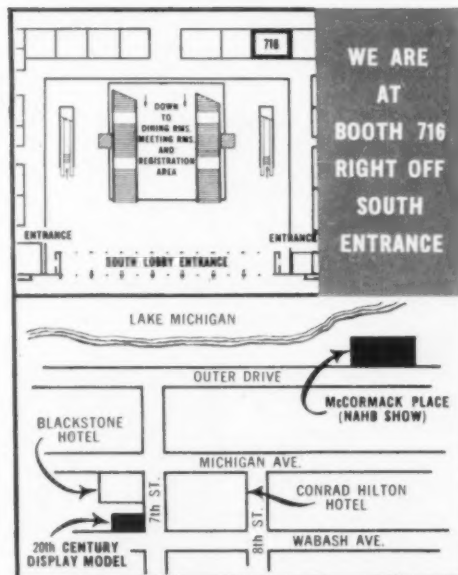 716
DOWN
TO
DINING RMS.
MEETING RMS.
AND
REGISTRATION
AREA
ENTRANCE
SOUTH LOBBY ENTRANCE
ENTRANCE
WE ARE
AT
BOOTH 716
RIGHT OFF
SOUTH
ENTRANCE
LAKE MICHIGAN
OUTER DRIVE
McCORMACK PLACE
(NAHB SHOW)
BLACKSTONE
HOTEL
MICHIGAN AVE.
7th ST.
8th ST.
CONRAD HILTON
HOTEL
20th CENTURY
DISPLAY MODEL
WABASH AVE.